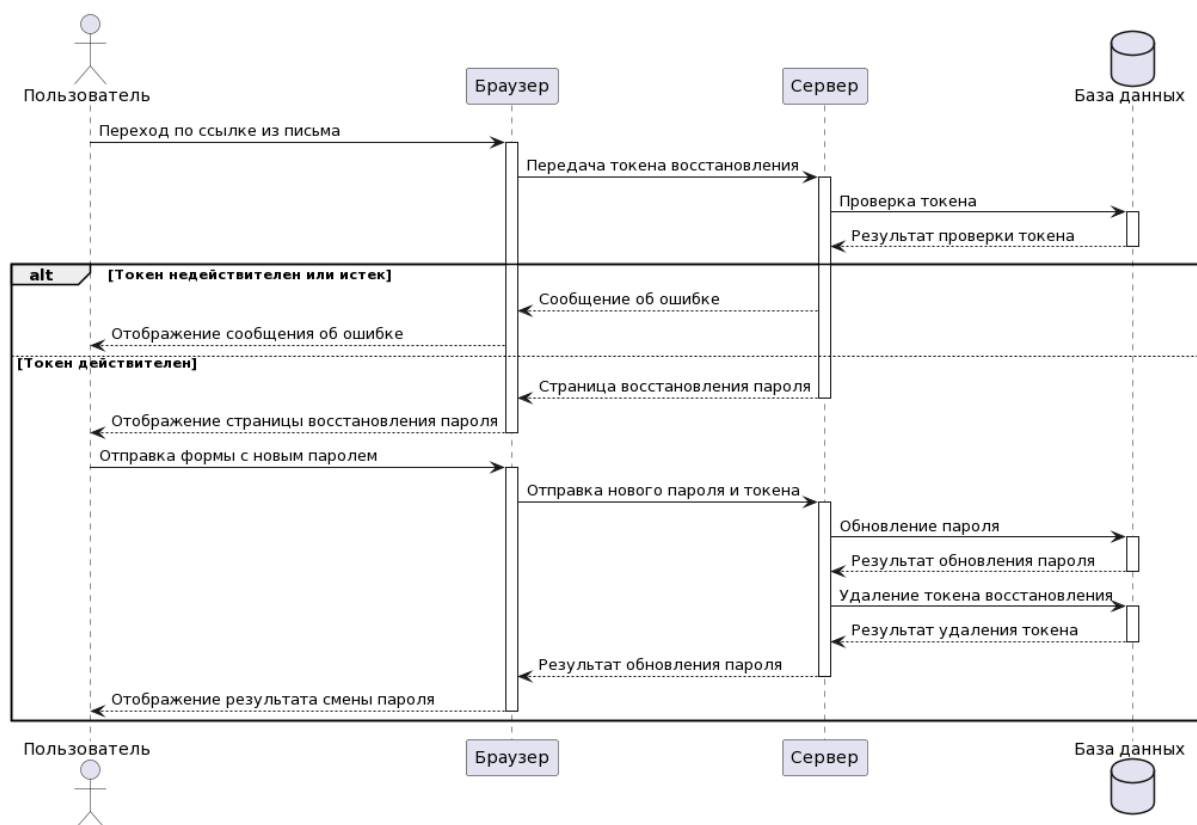 Пользователь
Браузер
Сервер
База данных
Переход по ссылке из письма
Передача токена восстановления
Проверка токена
Результат проверки токена
alt
[Токен недействителен или истек]
Сообщение об ошибке
Отображение сообщения об ошибке
[Токен действителен]
Страница восстановления пароля
Отображение страницы восстановления пароля
Отправка формы с новым паролем
Отправка нового пароля и токена
Обновление пароля
Результат обновления пароля
Удаление токена восстановления
Результат удаления токена
Результат обновления пароля
Отображение результата смены пароля
Пользователь
Браузер
Сервер
База данных